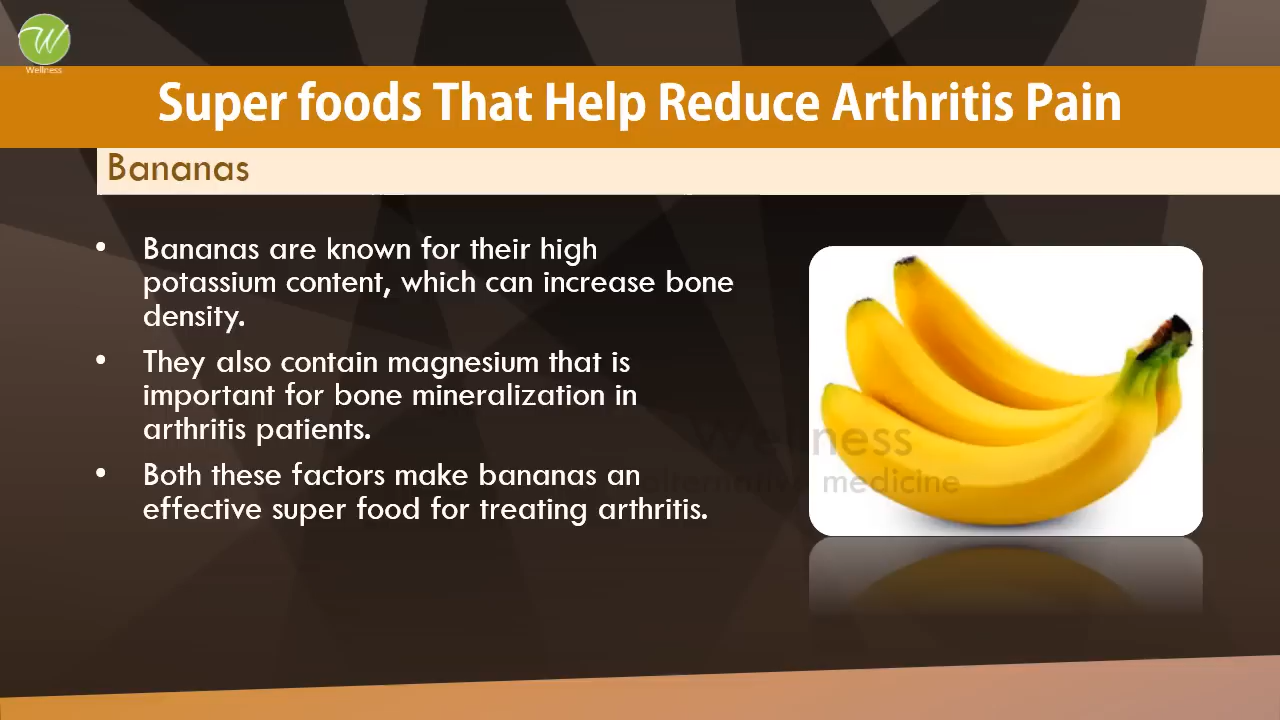 W
Wellness
Super foods That Help Reduce Arthritis Pain
Bananas
• Bananas are known for their high
potassium content, which can increase bone
density.
• They also contain magnesium that is
important for bone mineralization in
arthritis patients.
• Both these factors make bananas an
effective super food for treating arthritis.
Wellness
alternative medicine